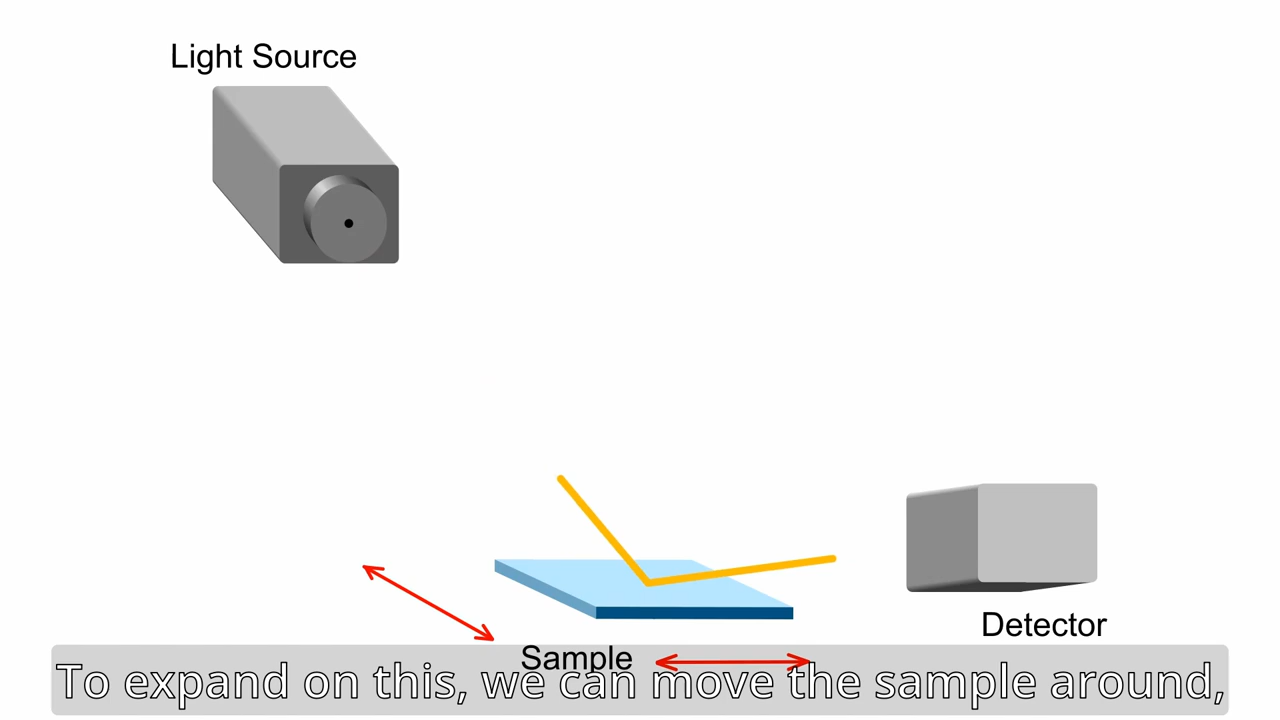 Light Source
Detector
Sample
To expand on this, we can move the sample around,